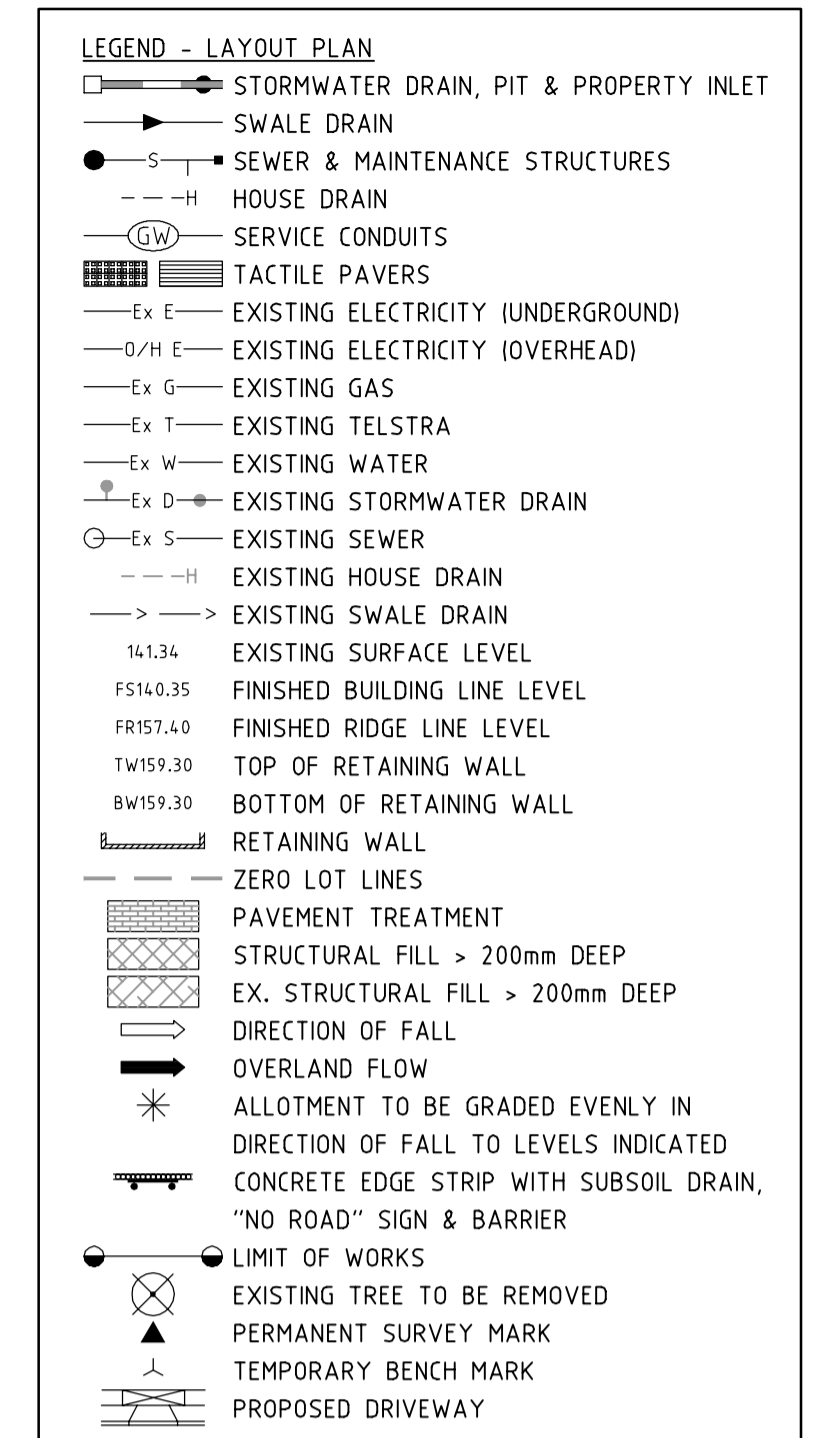 LEGEND - LAYOUT PLAN
STORMWATER DRAIN, PIT & PROPERTY INLET
SWALE DRAIN
S SEWER & MAINTENANCE STRUCTURES
H HOUSE DRAIN
GW SERVICE CONDUITS
TACTILE PAVERS
Ex E EXISTING ELECTRICITY (UNDERGROUND)
O/H E EXISTING ELECTRICITY (OVERHEAD)
Ex G EXISTING GAS
Ex T EXISTING TELSTRA
Ex W EXISTING WATER
Ex D EXISTING STORMWATER DRAIN
Ex S EXISTING SEWER
H EXISTING HOUSE DRAIN
> > EXISTING SWALE DRAIN
141.34 EXISTING SURFACE LEVEL
FS140.35 FINISHED BUILDING LINE LEVEL
FR157.40 FINISHED RIDGE LINE LEVEL
TW159.30 TOP OF RETAINING WALL
BW159.30 BOTTOM OF RETAINING WALL
RETAINING WALL
ZERO LOT LINES
PAVEMENT TREATMENT
STRUCTURAL FILL > 200mm DEEP
EX. STRUCTURAL FILL > 200mm DEEP
DIRECTION OF FALL
OVERLAND FLOW
ALLOTMENT TO BE GRADED EVENLY IN
DIRECTION OF FALL TO LEVELS INDICATED
CONCRETE EDGE STRIP WITH SUBSOIL DRAIN,
"NO ROAD" SIGN & BARRIER
LIMIT OF WORKS
EXISTING TREE TO BE REMOVED
PERMANENT SURVEY MARK
TEMPORARY BENCH MARK
PROPOSED DRIVEWAY